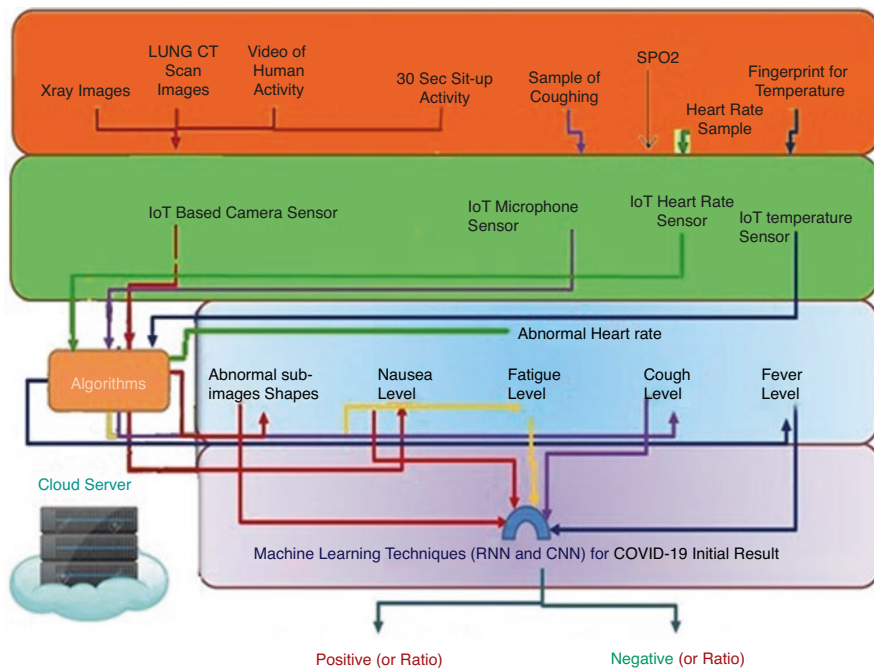 Xray Images
LUNG CT
Scan
Images
Video of
Human
Activity
30 Sec Sit-up
Activity
Sample of
Coughing
SPO2
Heart Rate
Sample
Fingerprint for
Temperature
IoT Based Camera Sensor
IoT Microphone
Sensor
IoT Heart Rate
Sensor
IoT temperature
Sensor
Abnormal Heart rate
Algorithms
Abnormal sub-
images Shapes
Nausea
Level
Fatigue
Level
Cough
Level
Fever
Level
Cloud Server
Machine Learning Techniques (RNN and CNN) for COVID-19 Initial Result
Positive (or Ratio)
Negative (or Ratio)